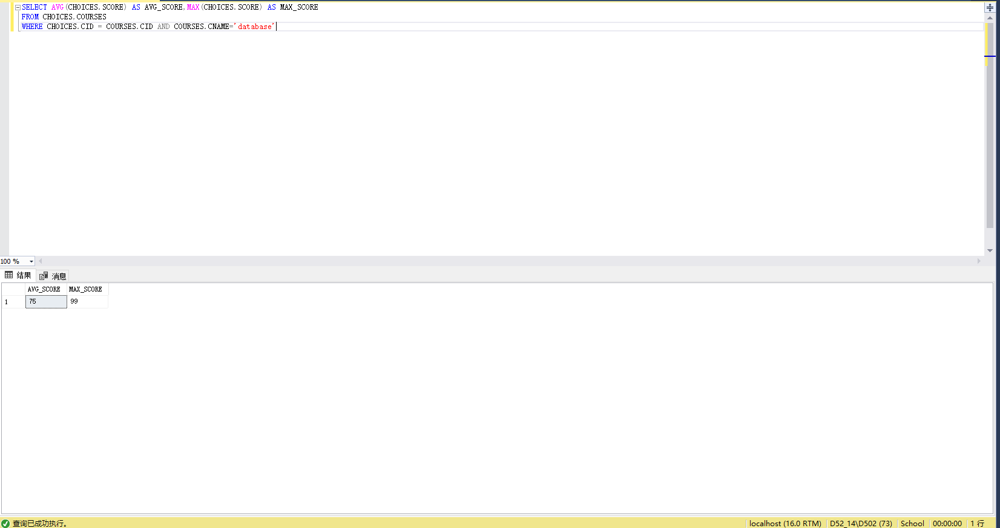 SELECT AVG(CHOICES.SCORE) AS AVG_SCORE,MAX(CHOICES.SCORE) AS MAX_SCORE
FROM CHOICES,COURSES
WHERE CHOICES.CID = COURSES.CID AND COURSES.CNAME='database'
100 %
结果 消息
AVG_SCORE MAX_SCORE
1 75 99
查询已成功执行。 localhost (16.0 RTM) D52_14\D502 (73) School 00:00:00 1 行